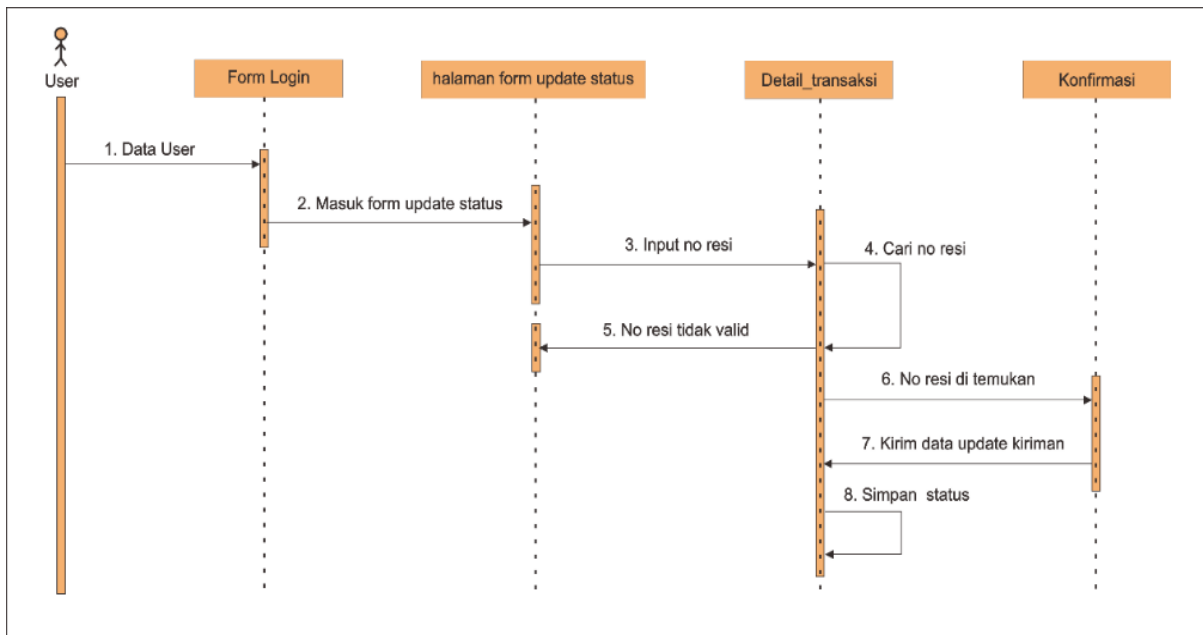 User
Form Login
halaman form update status
Detail_transaksi
Konfirmasi
1. Data User
2. Masuk form update status
3. Input no resi
4. Cari no resi
5. No resi tidak valid
6. No resi di temukan
7. Kirim data update kiriman
8. Simpan status